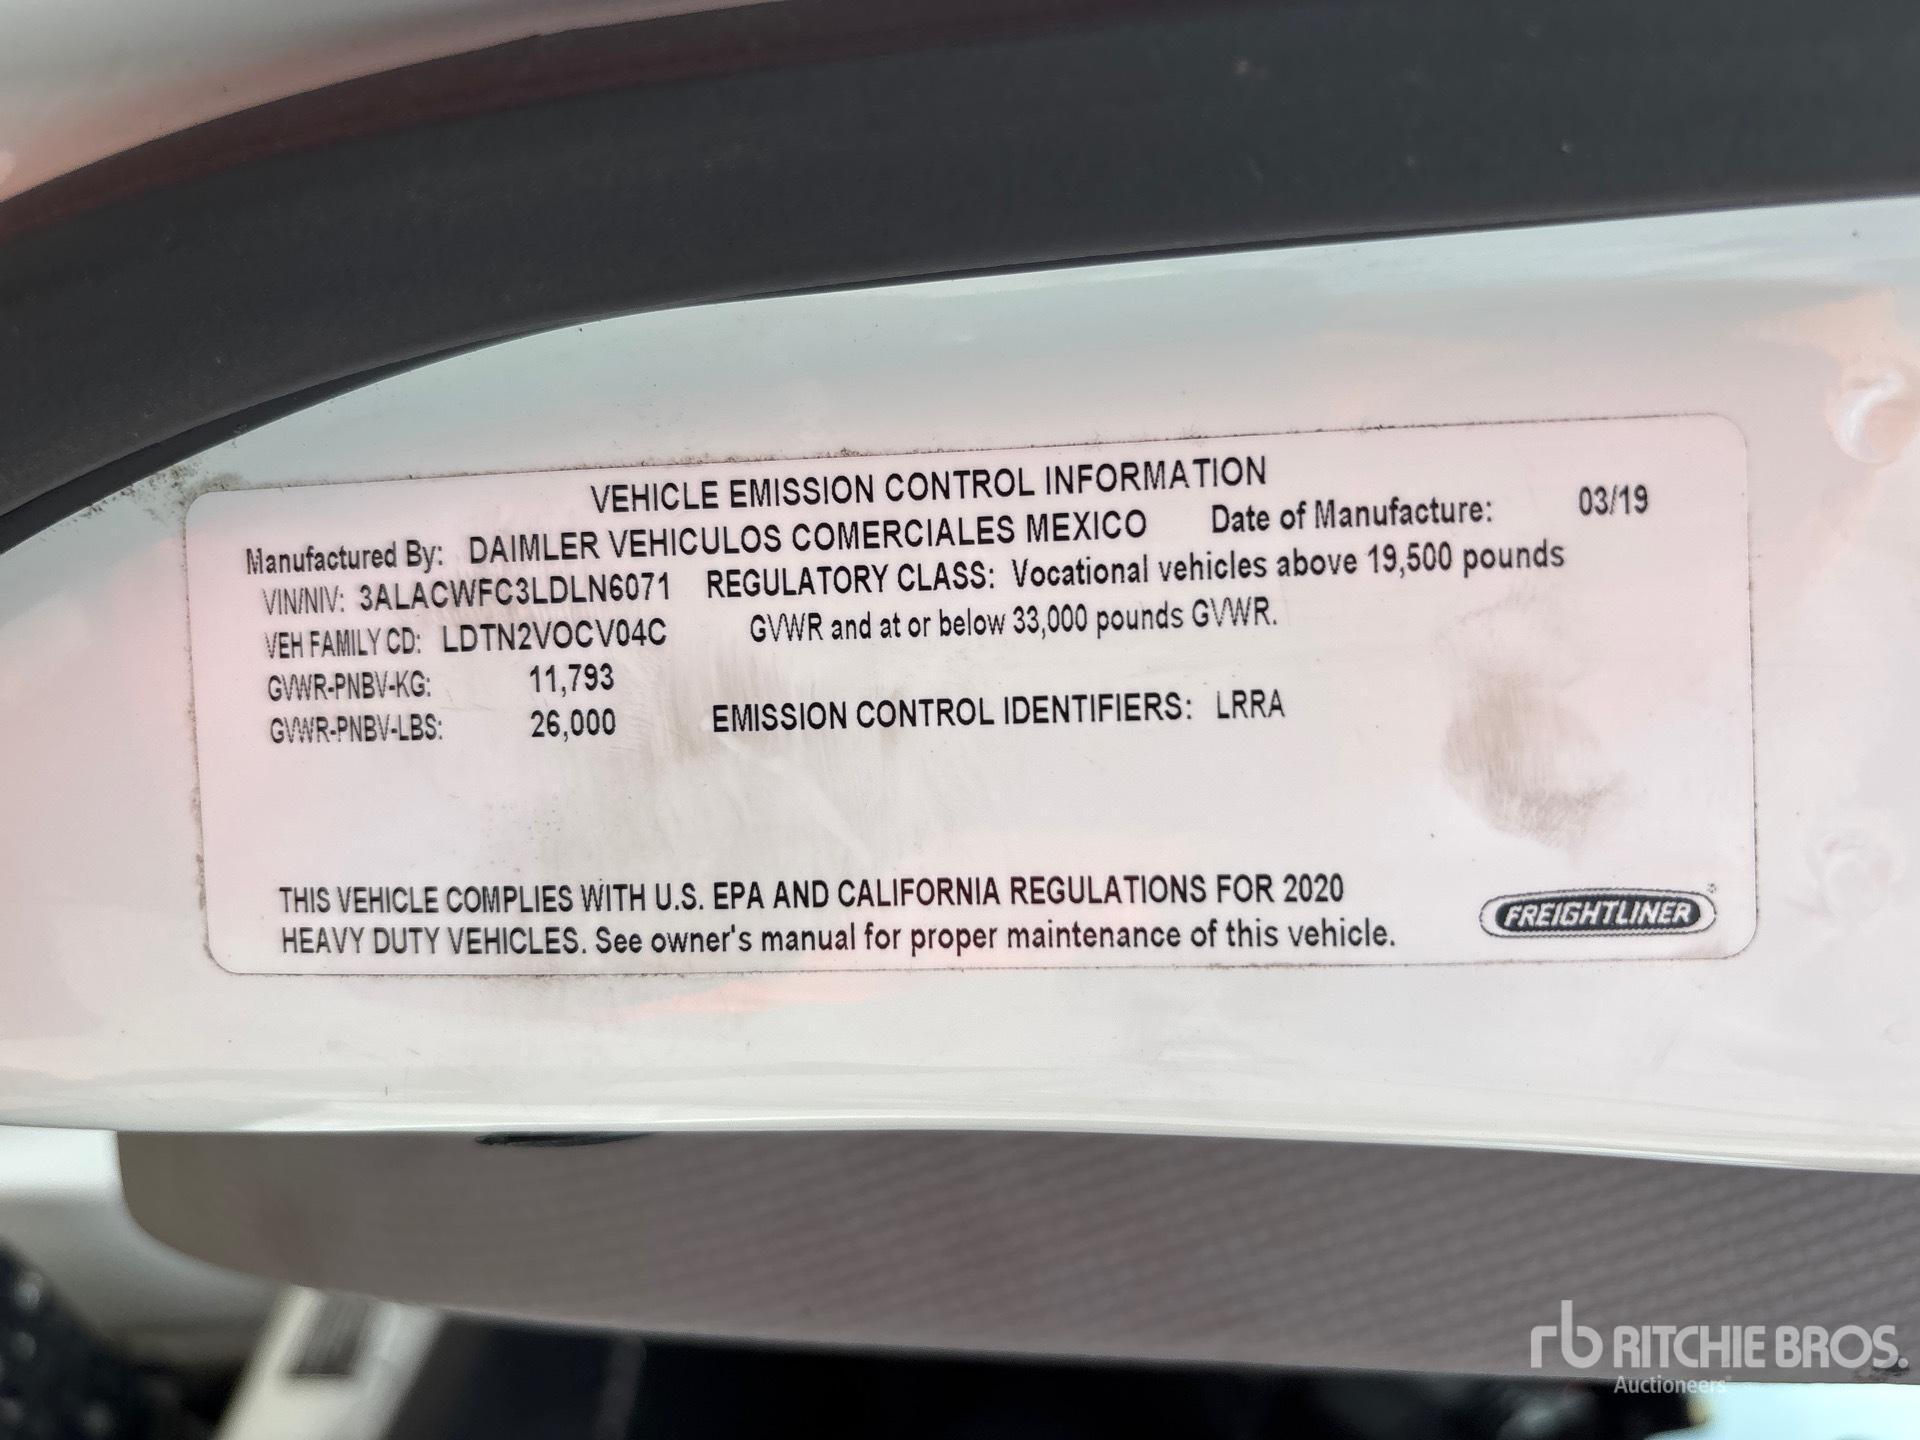 VEHICLE EMISSION CONTROL INFORMATION
Manufactured By: DAIMLER VEHICULOS COMERCIALES MEXICO Date of Manufacture: 03/19
VIN/NIV: 3ALACWFC3LDLN6071 REGULATORY CLASS: Vocational vehicles above 19,500 pounds
VEH FAMILY CD: LDTN2VOCV04C GVWR and at or below 33,000 pounds GVWR.
GVWR-PNBV-KG: 11,793
GVWR-PNBV-LBS: 26,000 EMISSION CONTROL IDENTIFIERS: LRRA
THIS VEHICLE COMPLIES WITH U.S. EPA AND CALIFORNIA REGULATIONS FOR 2020
HEAVY DUTY VEHICLES. See owner's manual for proper maintenance of this vehicle.
FREIGHTLINER
rb RITCHIE BROS.
Auctioneers